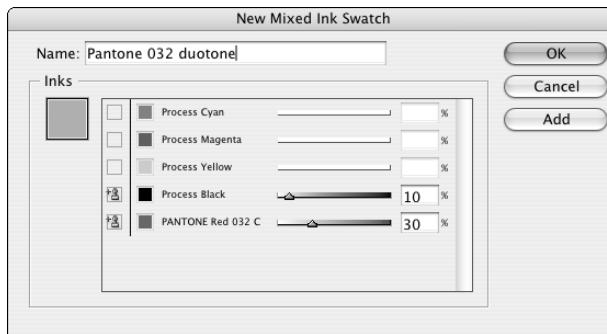 New Mixed Ink Swatch
Name: Pantone 032 duotone
OK
Inks
Cancel
Process Cyan %
Add
Process Magenta %
Process Yellow %
Process Black 10 %
PANTONE Red 032 C 30 %